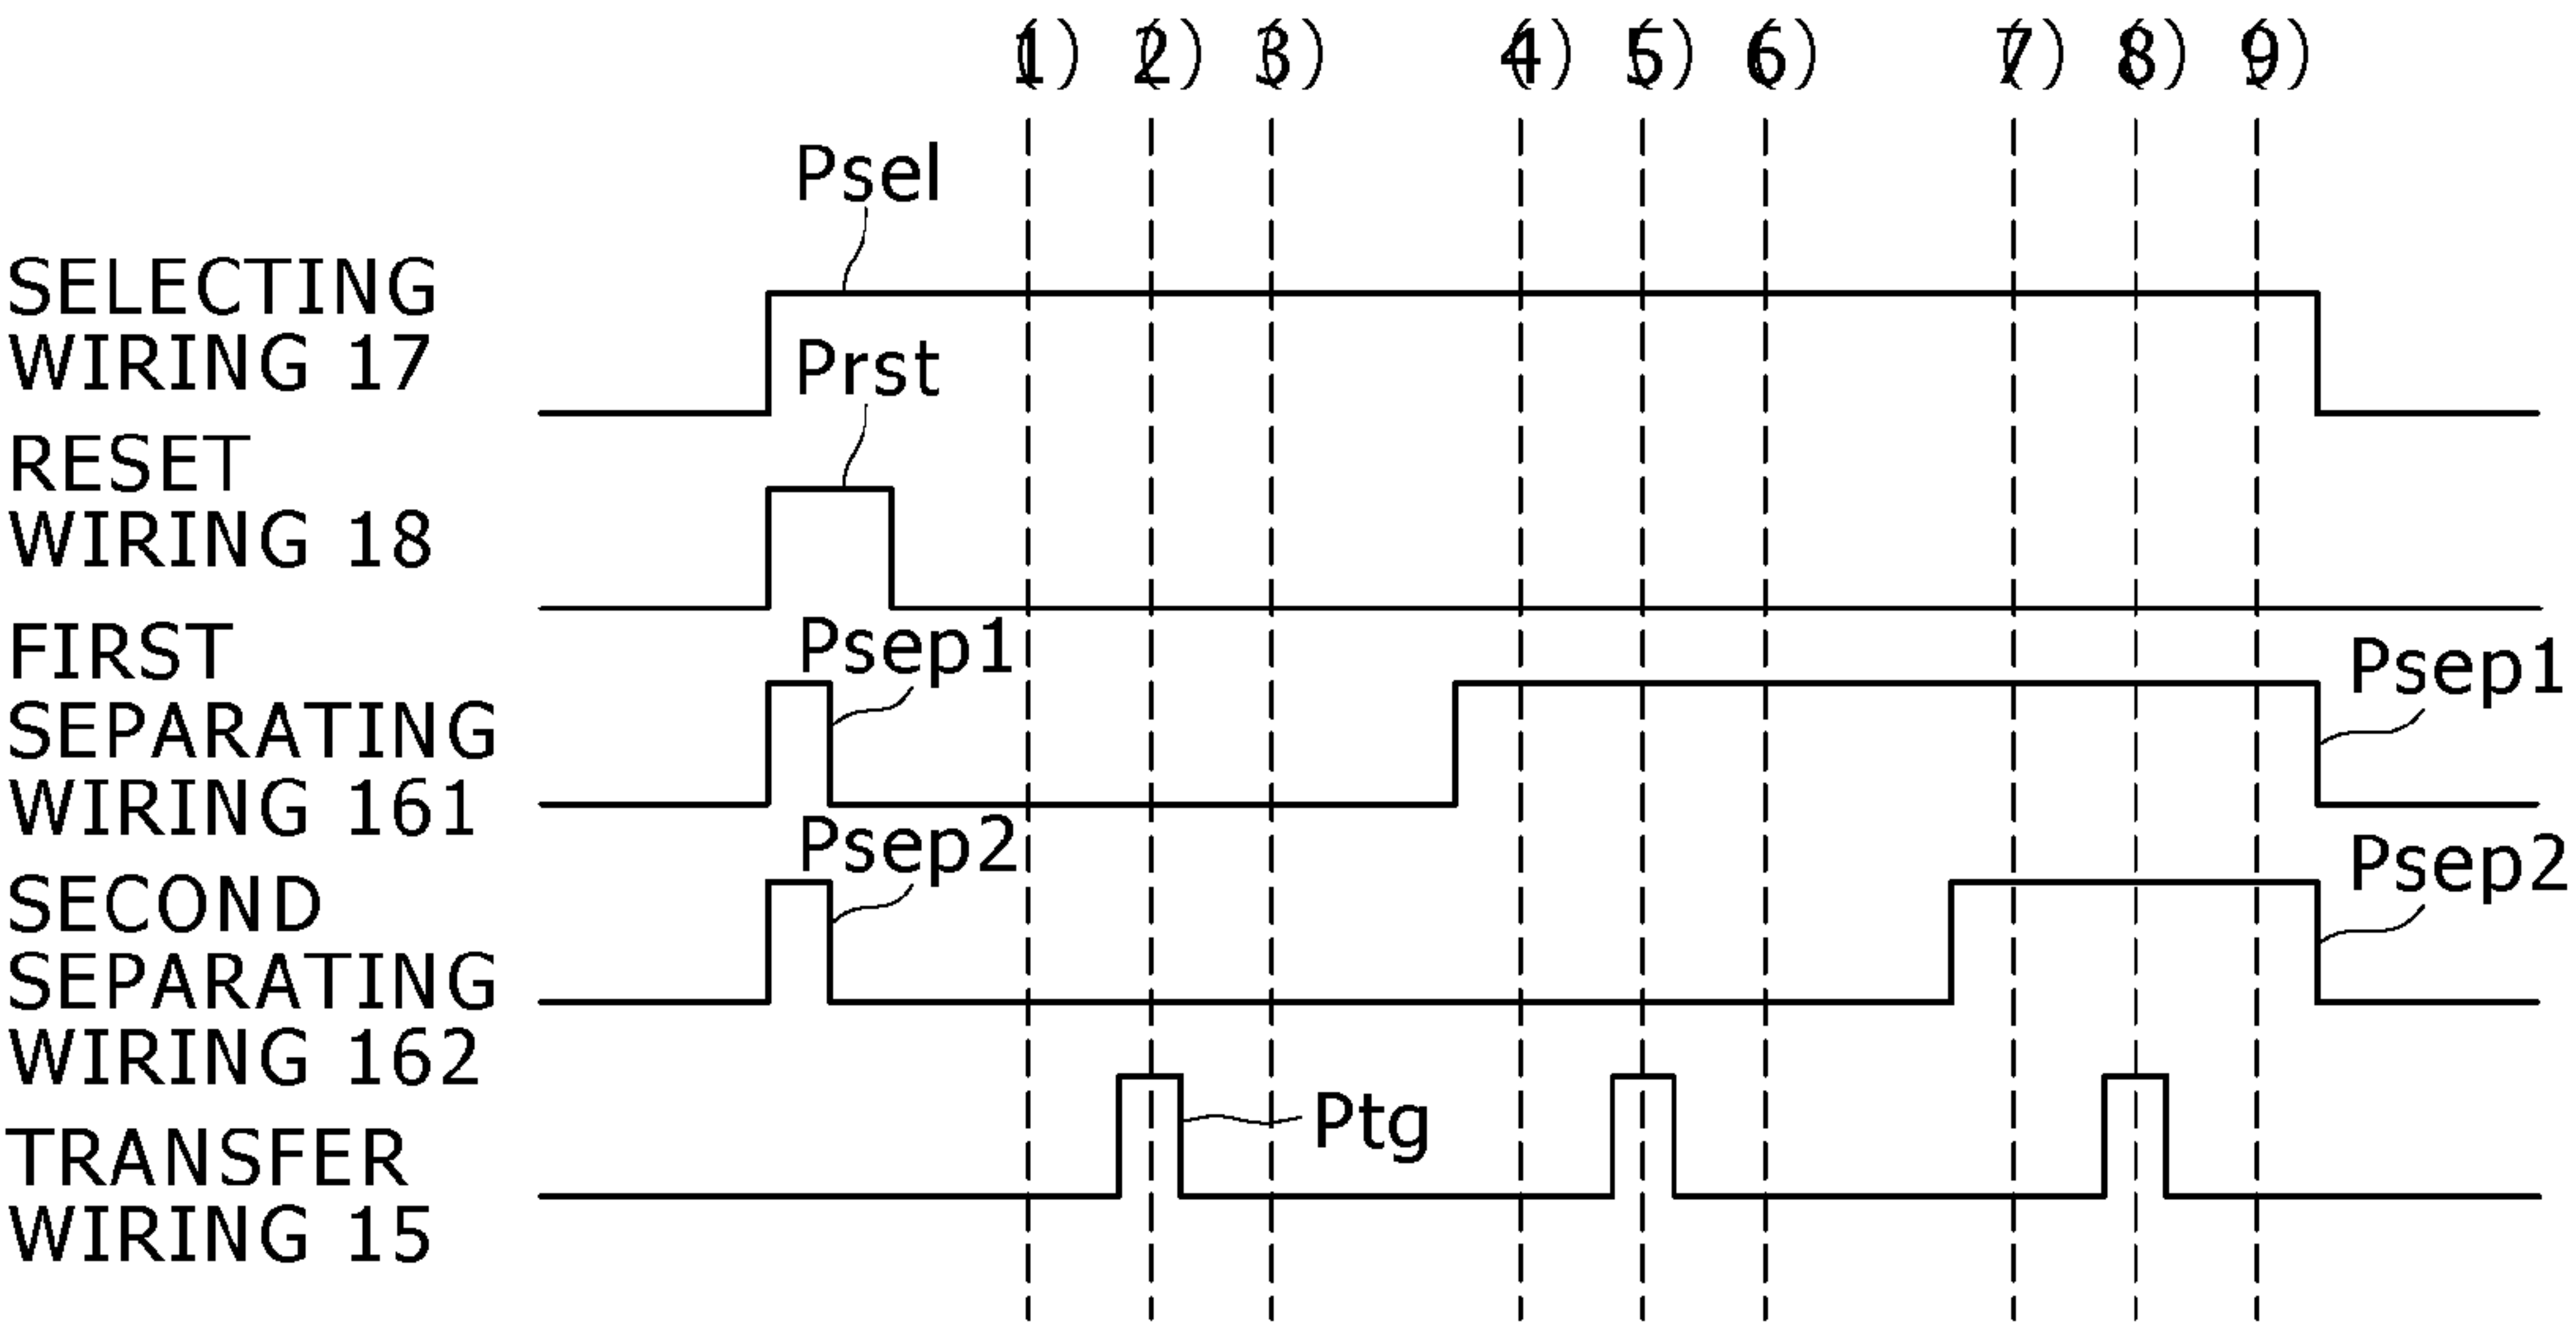 (1) (2) (3) (4) (5) (6) (7) (8) (9)
Psel
SELECTING
WIRING 17
Prst
RESET
WIRING 18
FIRST
SEPARATING
WIRING 161
Psep1
Psep1
SECOND
SEPARATING
WIRING 162
Psep2
Psep2
TRANSFER
WIRING 15
Ptg